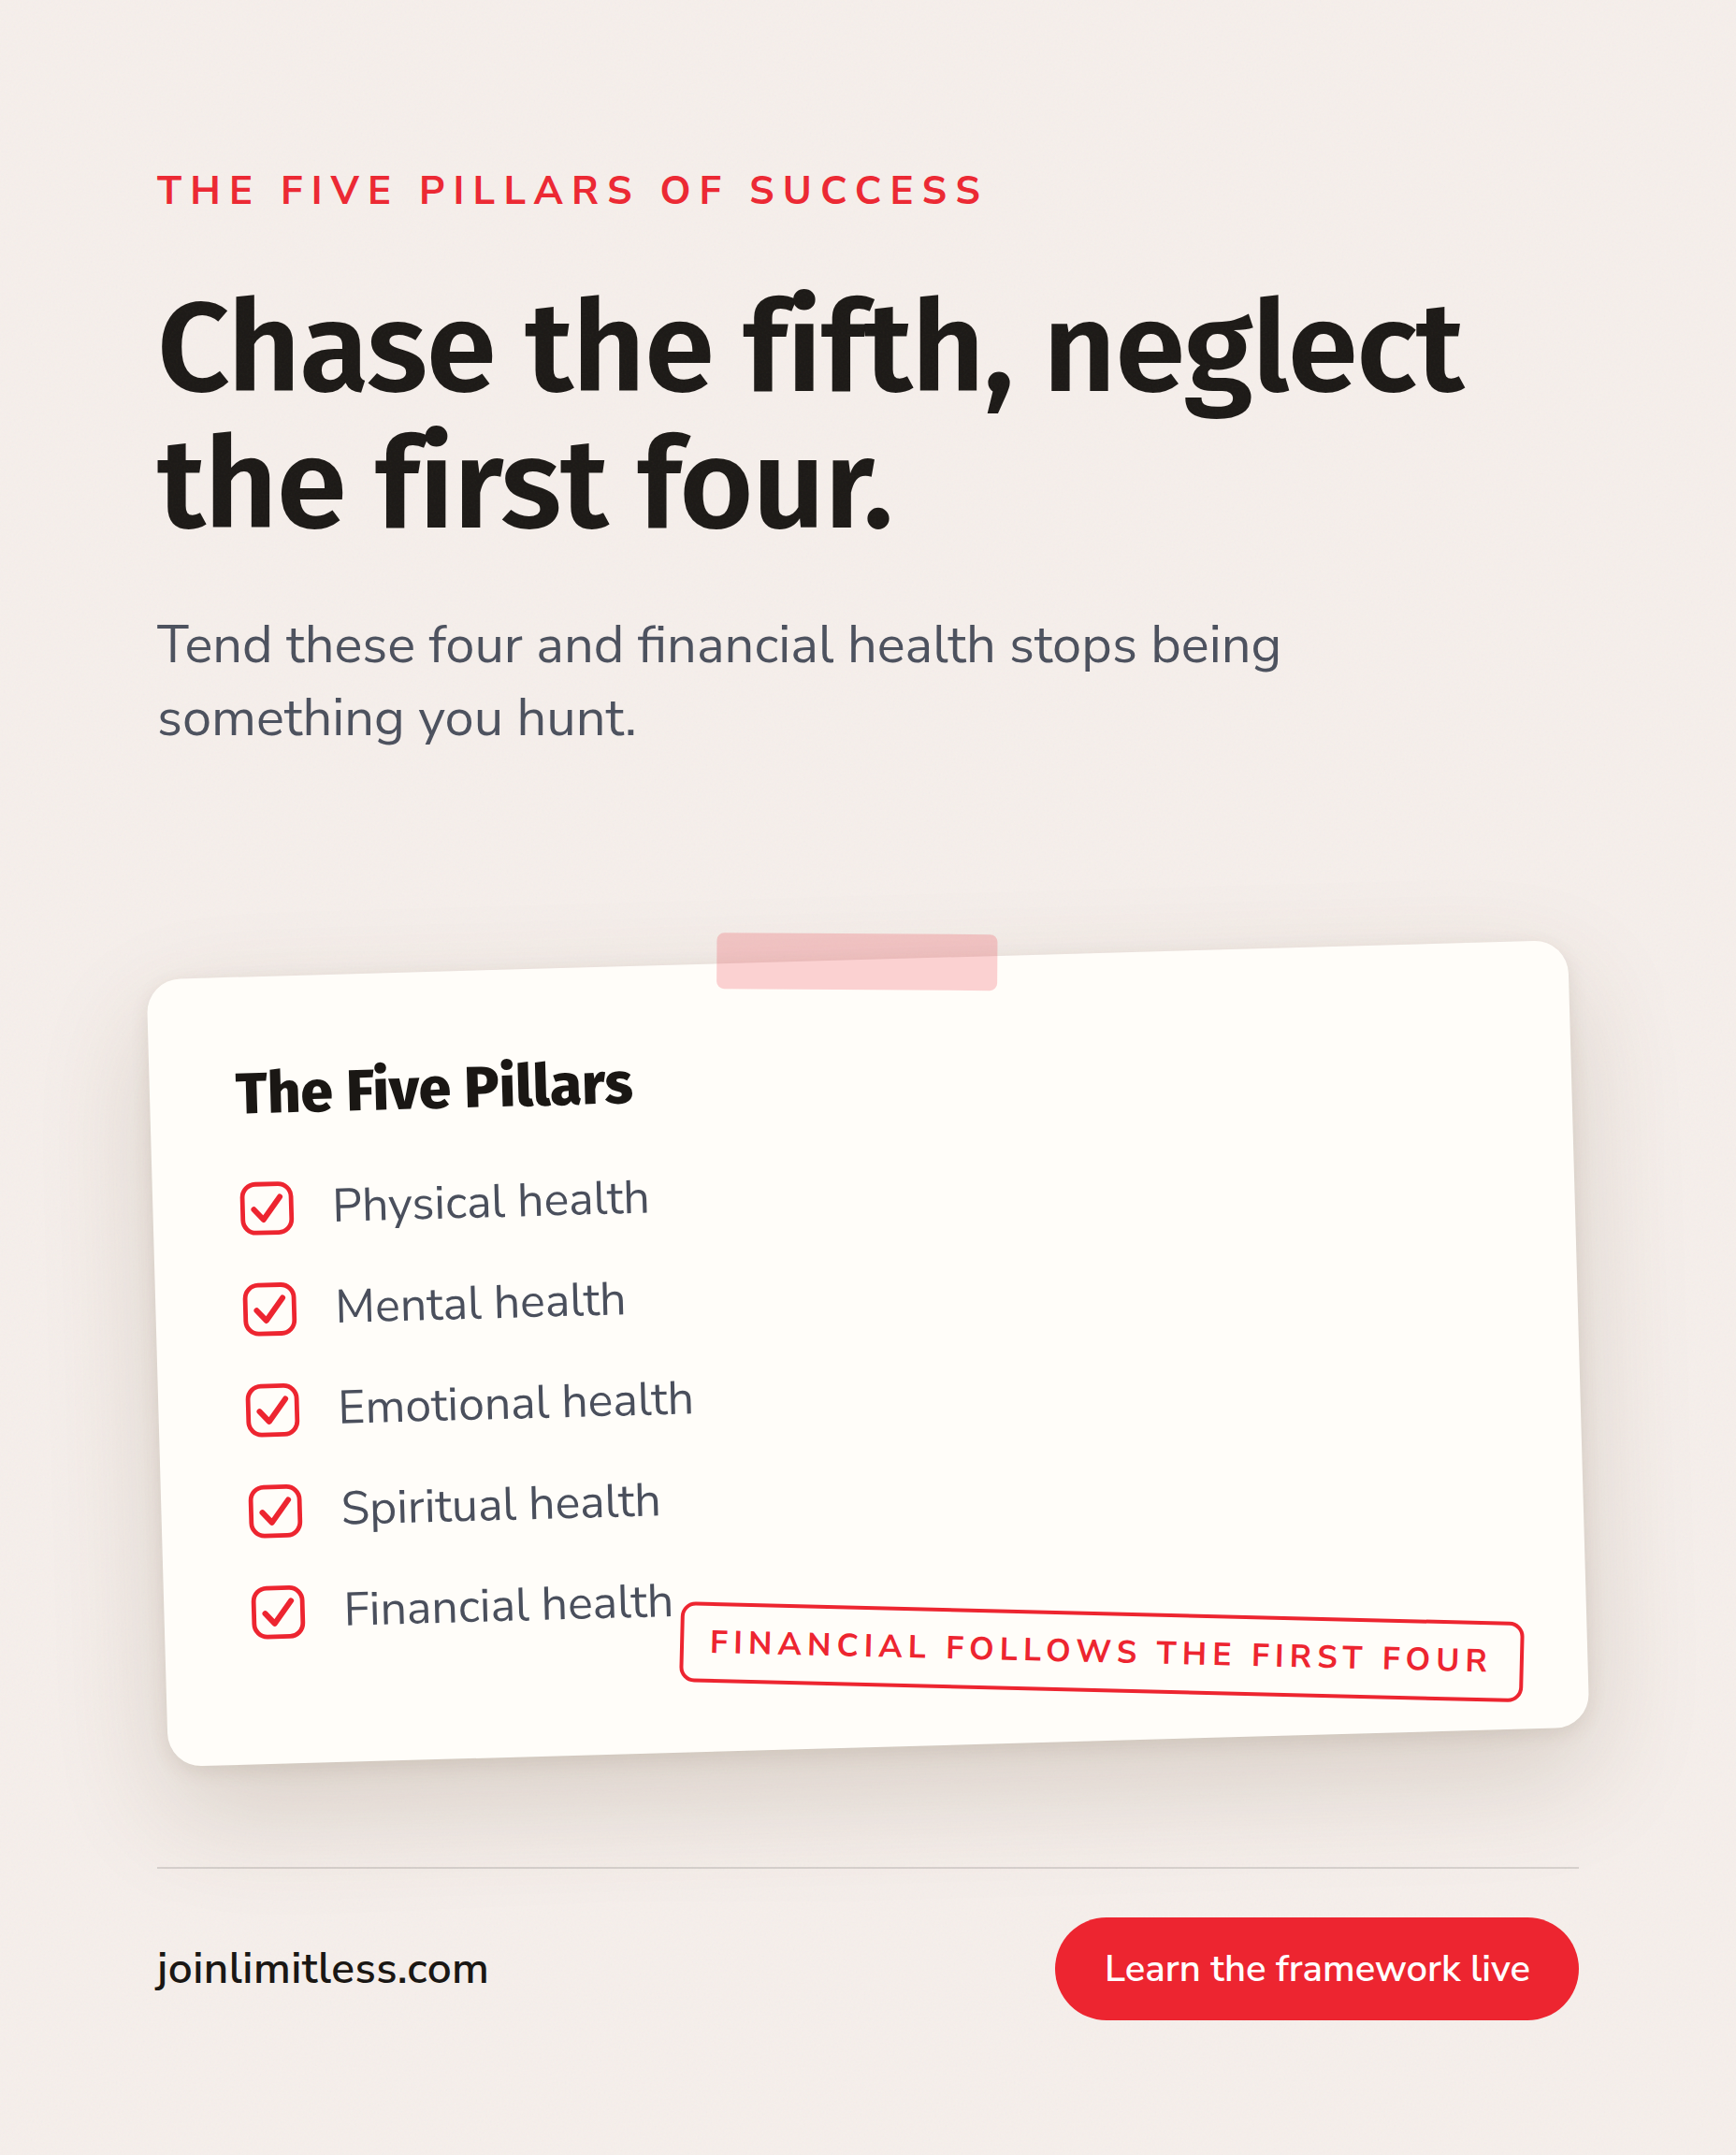 THE FIVE PILLARS OF SUCCESS
Chase the fifth, neglect
the first four.
Tend these four and financial health stops being
something you hunt.
The Five Pillars
Physical health
Mental health
Emotional health
Spiritual health
Financial health
FINANCIAL FOLLOWS THE FIRST FOUR
joinlimitless.com
Learn the framework live